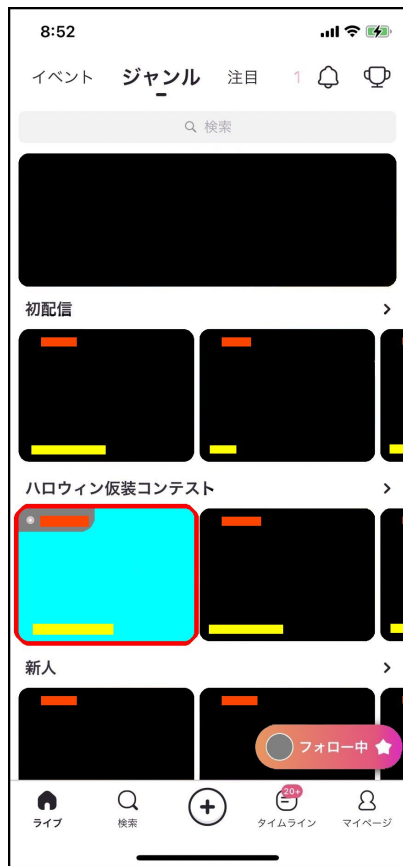 8:52
イベント ジャンル 注目 1
検索
初配信
ハロウィン仮装コンテスト
新人
フォロー中
20+
ライブ 検索 タイムライン マイページ